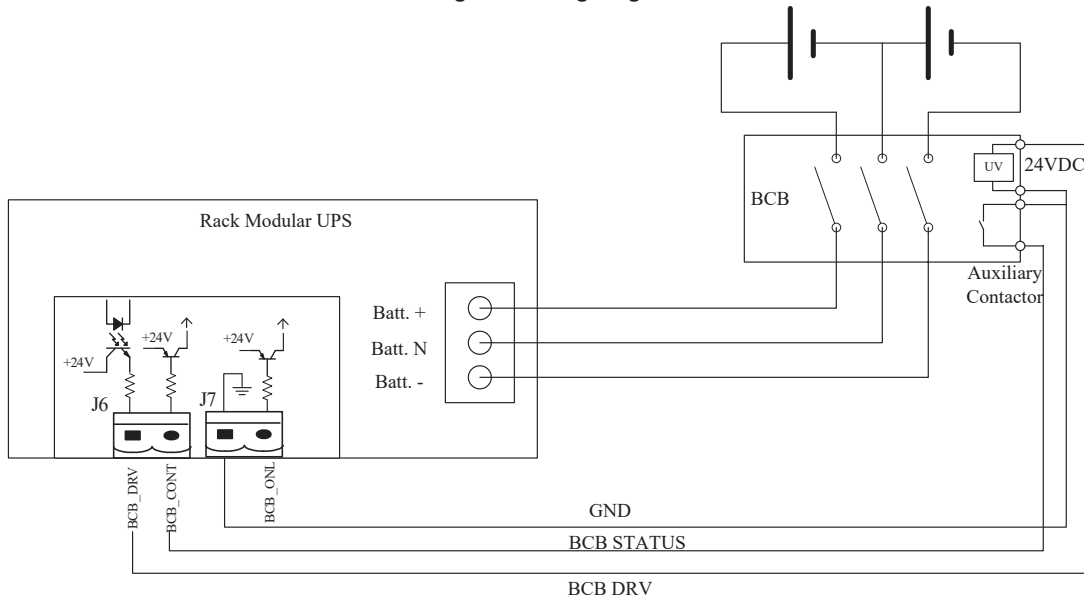 UV
24VDC
BCB
Rack Modular UPS
Auxiliary
Contactor
Batt. +
Batt. N
Batt. -
+24V
+24V
+24V
J6
J7
BCB_DRV
BCB_CONT
BCB_ONL
GND
BCB STATUS
BCB DRV